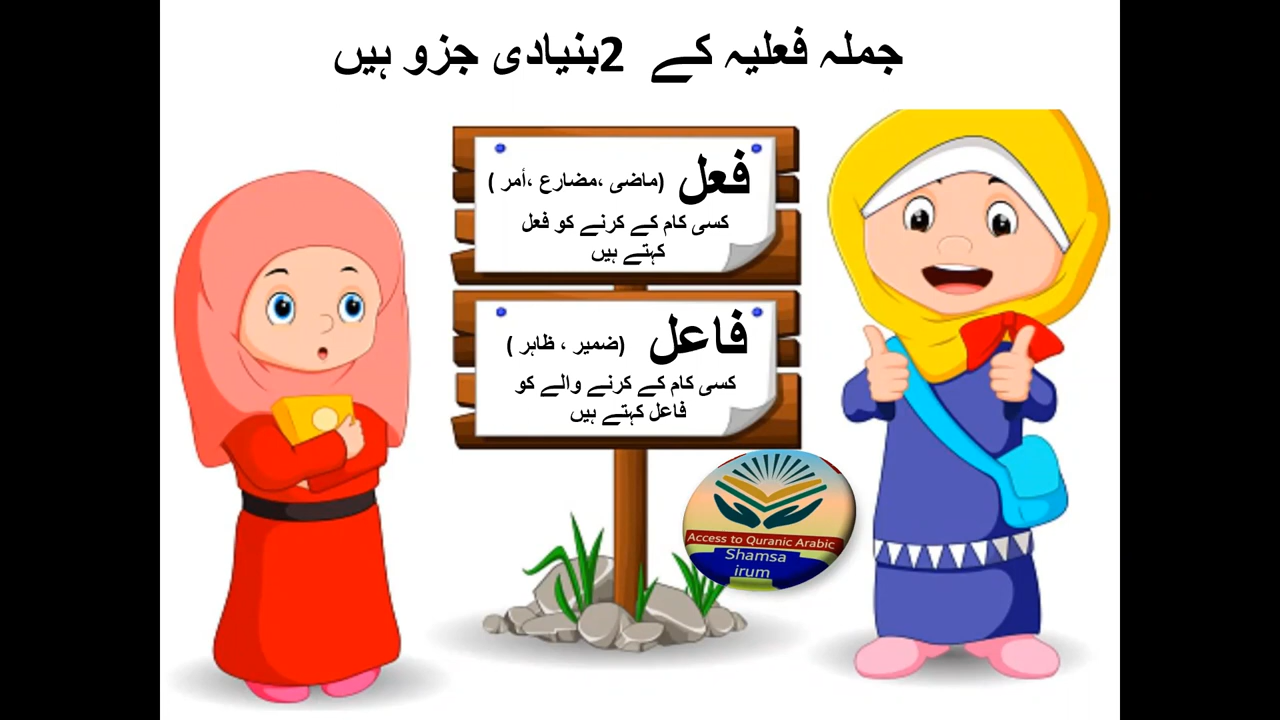 جملہ فعلیہ کے 2بنیادی جزو ہیں
فعل (ماضی ،مضارع ،أمر )
کسی کام کے کرنے کو فعل
کہتے ہیں
فاعل (ضمیر ، ظاہر )
کسی کام کے کرنے والے کو
فاعل کہتے ہیں
Access to Quranic Arabic
Shamsa
irum